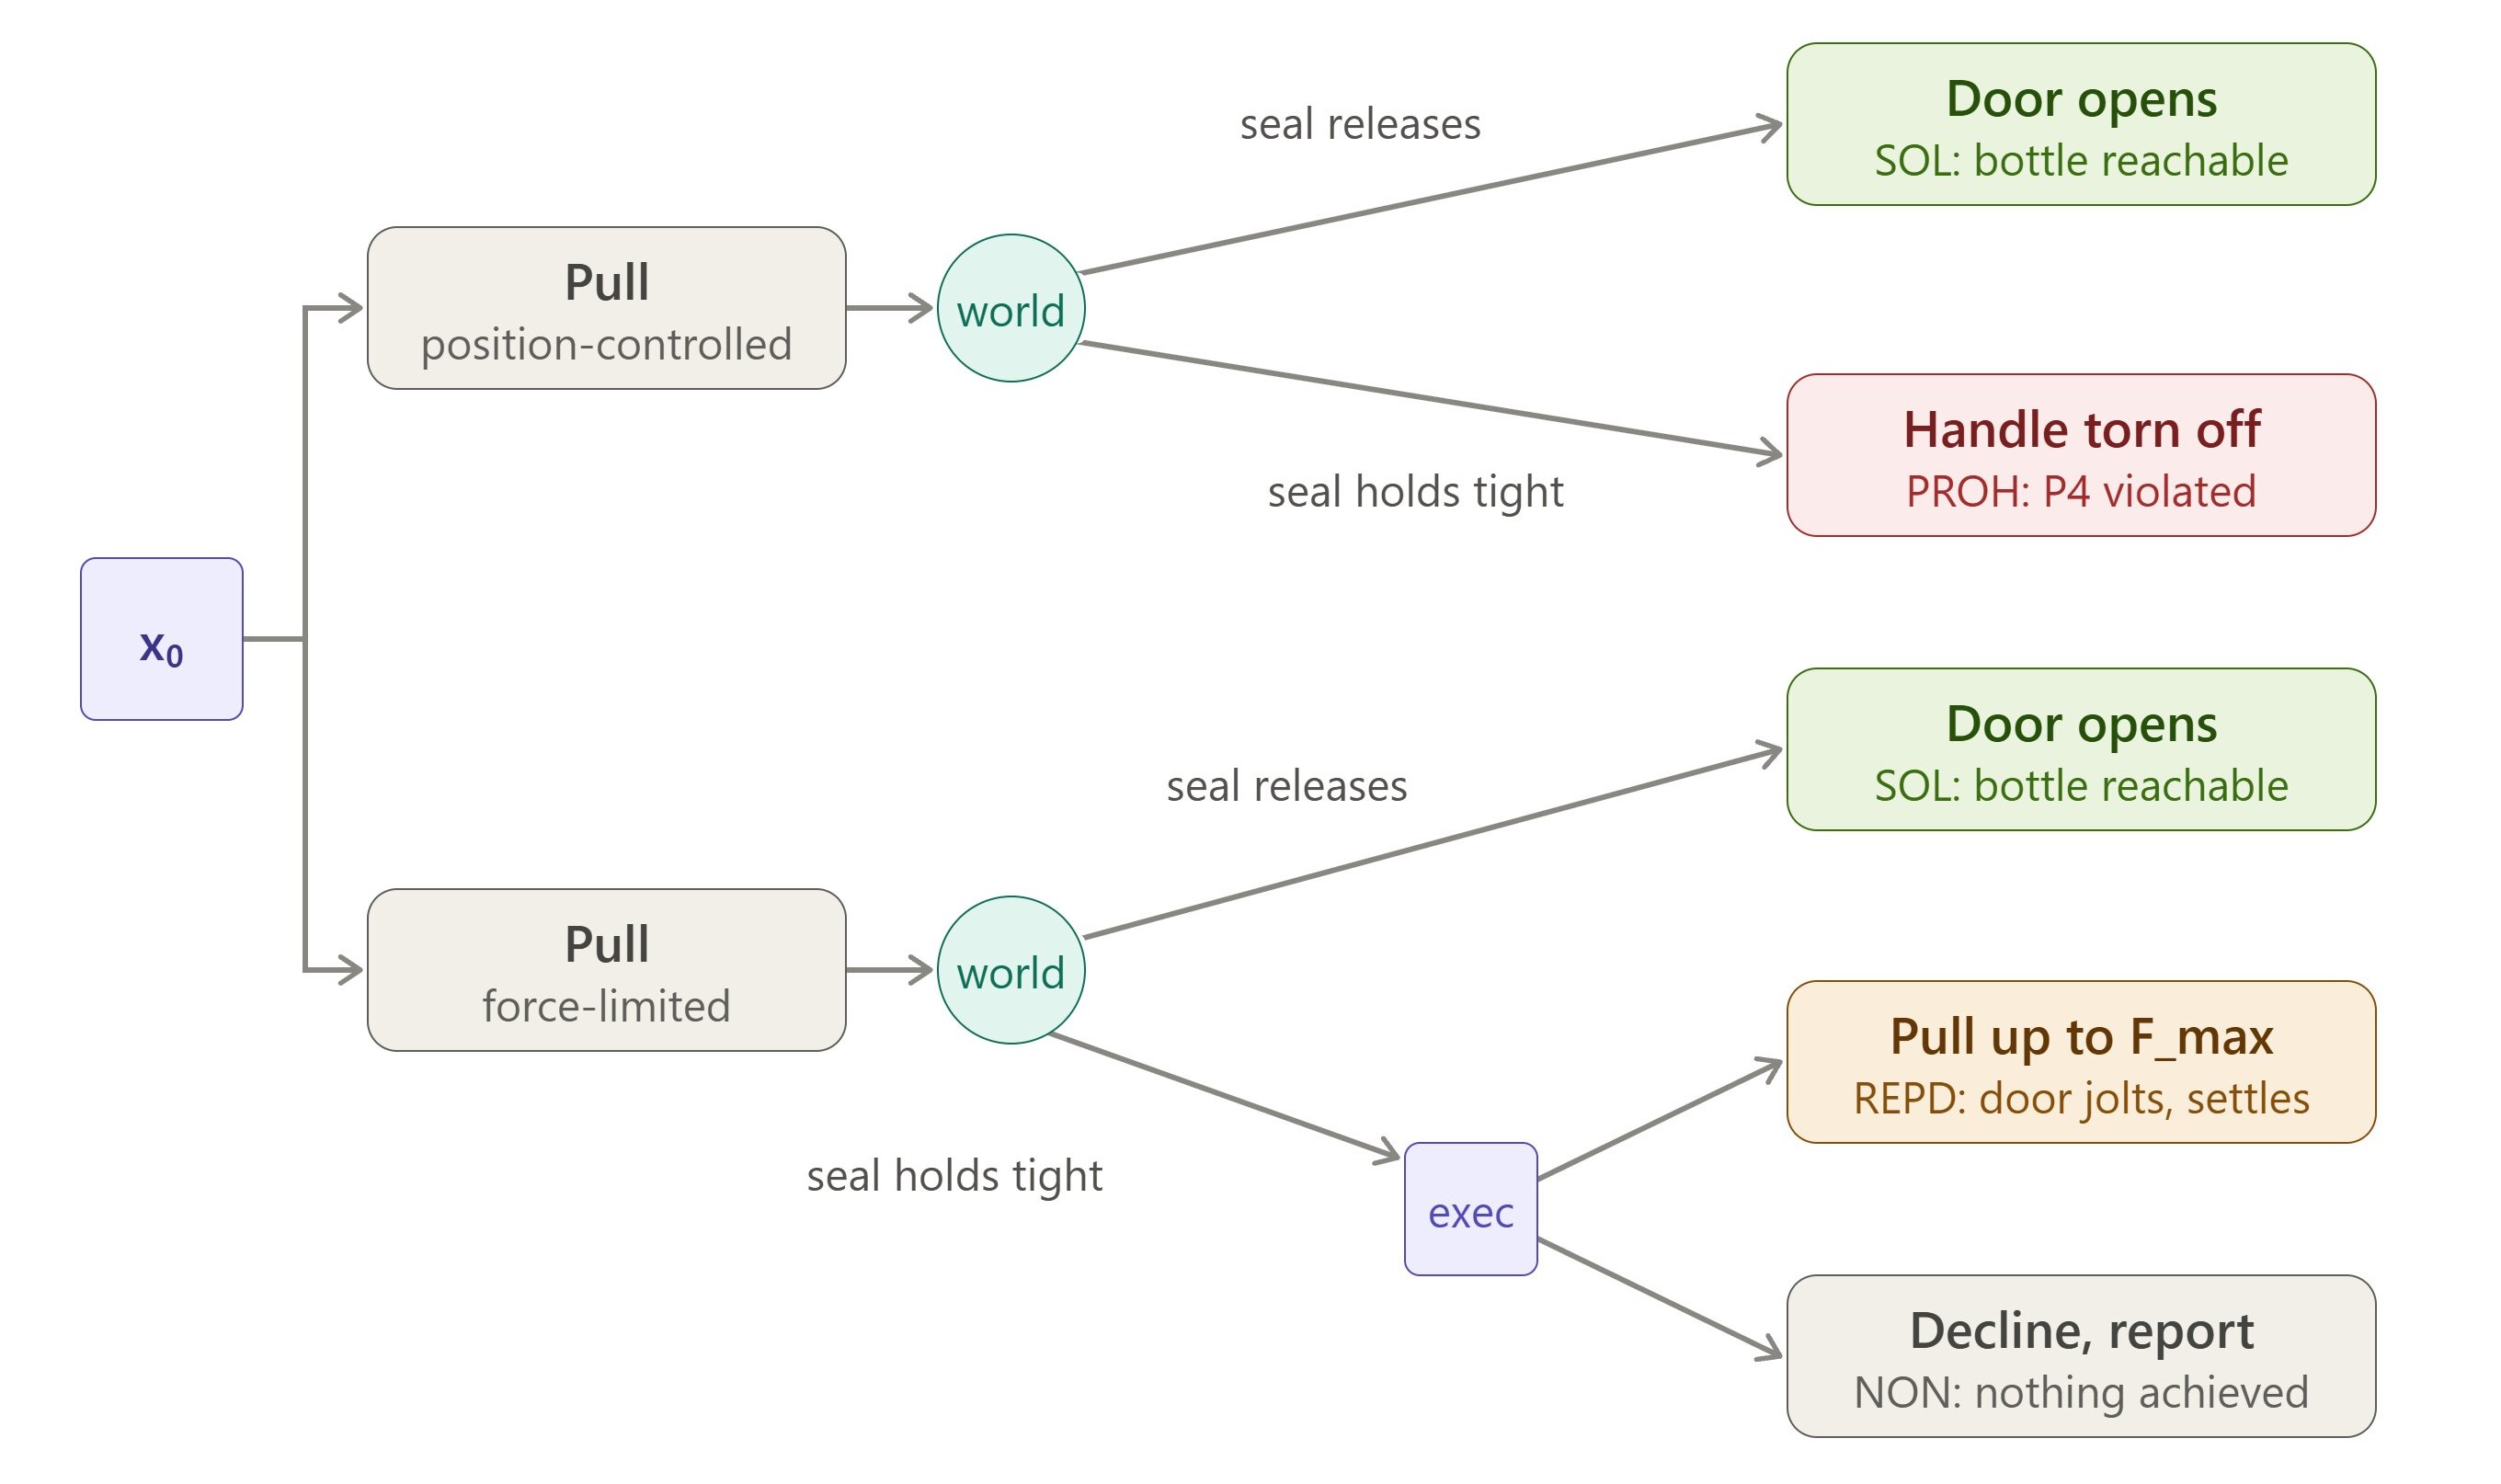 Door opens
SOL: bottle reachable
seal releases
Pull
position-controlled
world
Handle torn off
PROH: P4 violated
seal holds tight
x₀
Door opens
SOL: bottle reachable
seal releases
Pull
force-limited
world
Pull up to F_max
REPD: door jolts, settles
seal holds tight
exec
Decline, report
NON: nothing achieved